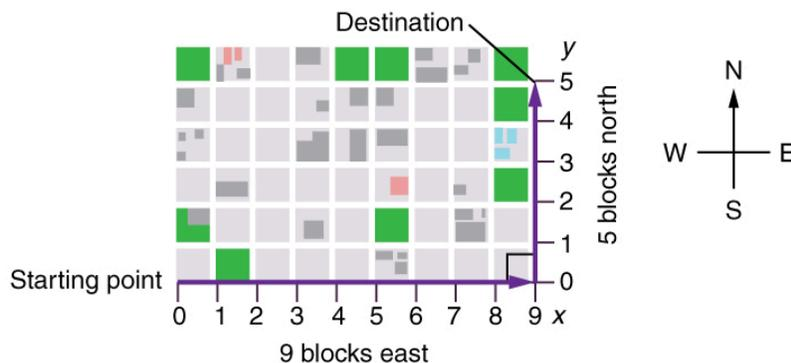 Destination
y
5
4
3
2
1
0
5 blocks north
Starting point
0 1 2 3 4 5 6 7 8 9 x
9 blocks east
N
W E
S